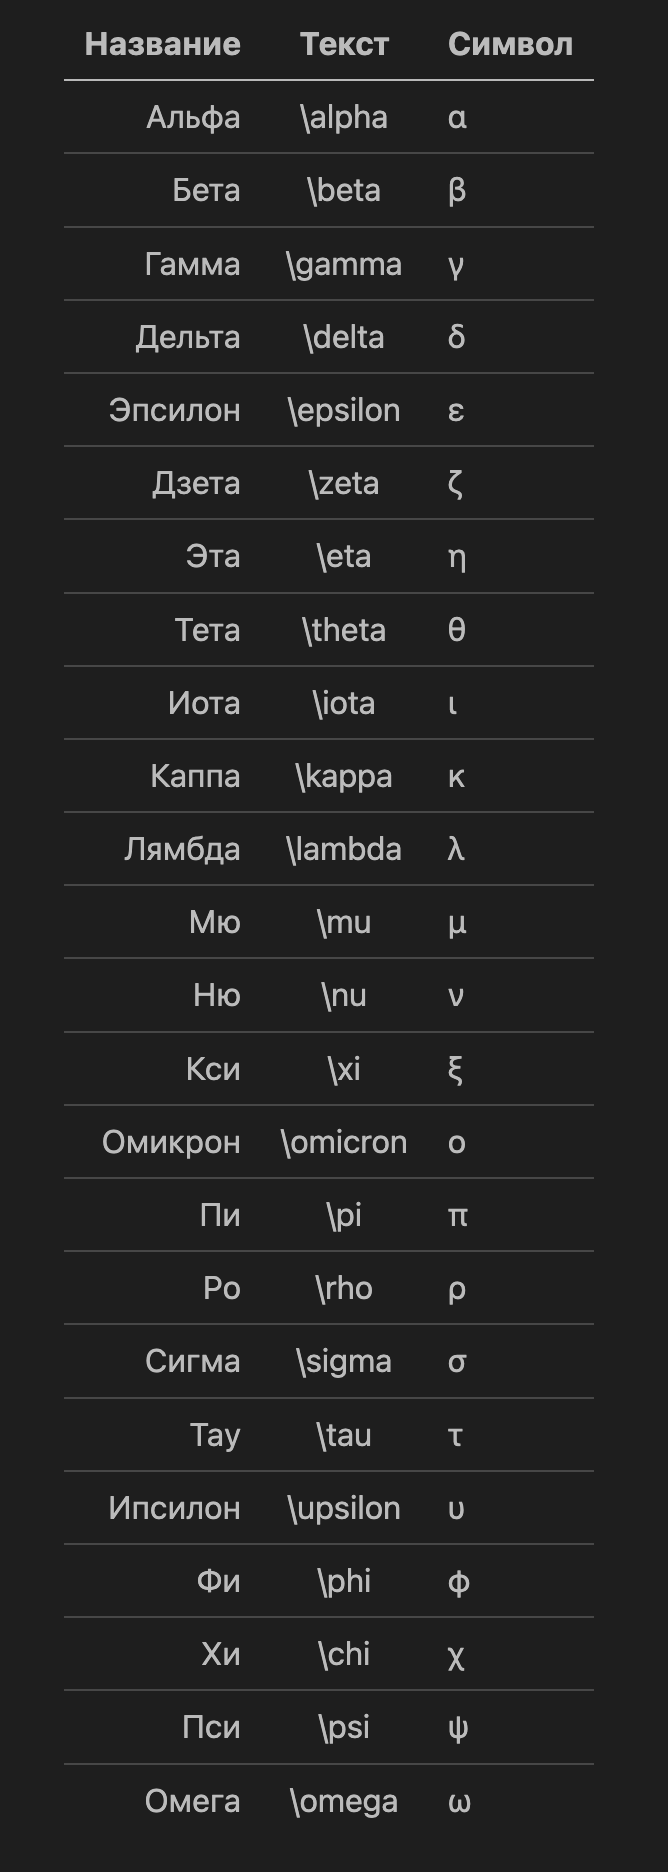 Название Текст Символ
Альфа \alpha α
Бета \beta β
Гамма \gamma γ
Дельта \delta δ
Эпсилон \epsilon ε
Дзета \zeta ζ
Эта \eta η
Тета \theta θ
Иота \iota ι
Каппа \kappa κ
Лямбда \lambda λ
Мю \mu μ
Ню \nu ν
Кси \xi ξ
Омикрон \omicron ο
Пи \pi π
Ро \rho ρ
Сигма \sigma σ
Тау \tau τ
Ипсилон \upsilon υ
Фи \phi ϕ
Хи \chi χ
Пси \psi ψ
Омега \omega ω